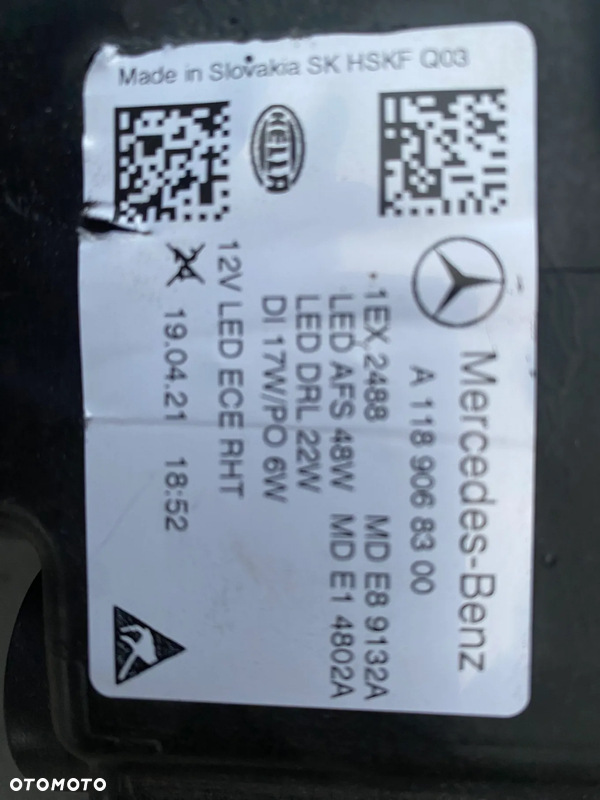 Made in Slovakia SK HSKF Q03
HELLA
Mercedes-Benz
A 118 906 83 00
1EX 2488 MD E8 9132A
LED AFS 48W MD E1 4802A
LED DRL 22W
DI 17W/PO 6W
12V LED ECE RHT
24 19.04.21 18:52
OTOMOTO